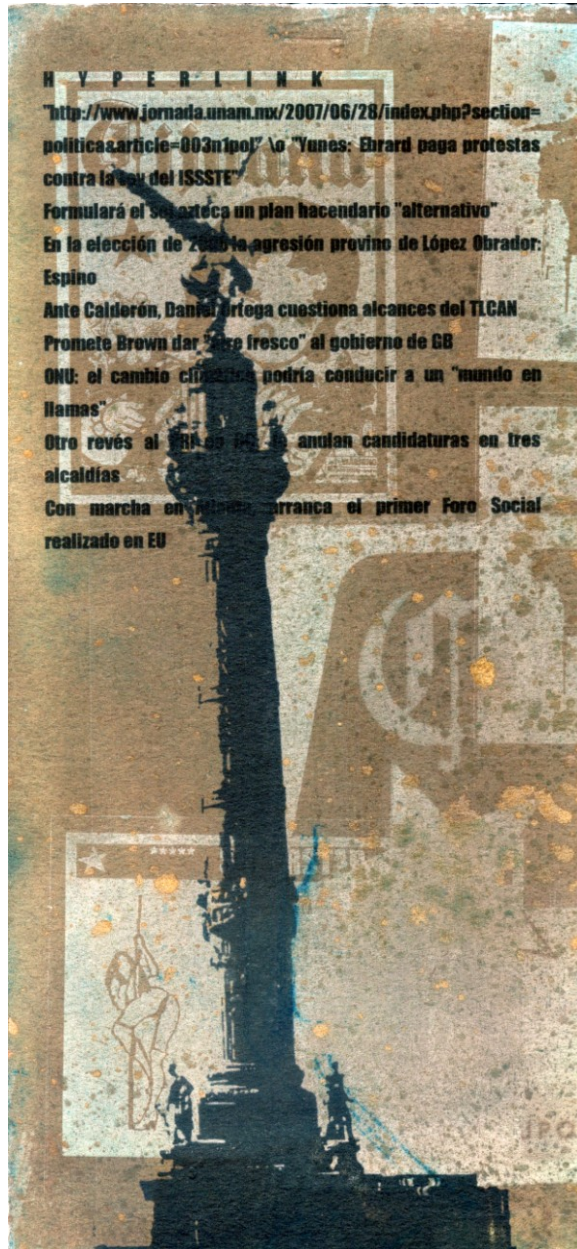 HYPERLINK
"http://www.jornada.unam.mx/2007/06/28/index.php?section=
politica&article=003n1pol" \o "Yunes: Ebrard paga protestas
contra la Ley del ISSSTE"
Formulará el sol azteca un plan hacendario "alternativo"
En la elección de 2006 la agresión provino de López Obrador:
Espino
Ante Calderón, Daniel Ortega cuestiona alcances del TLCAN
Promete Brown dar "aire fresco" al gobierno de GB
ONU: el cambio climático podría conducir a un "mundo en
llamas"
Otro revés al anulan candidaturas en tres
alcaldías
Con marcha en arranca el primer Foro Social
realizado en EU